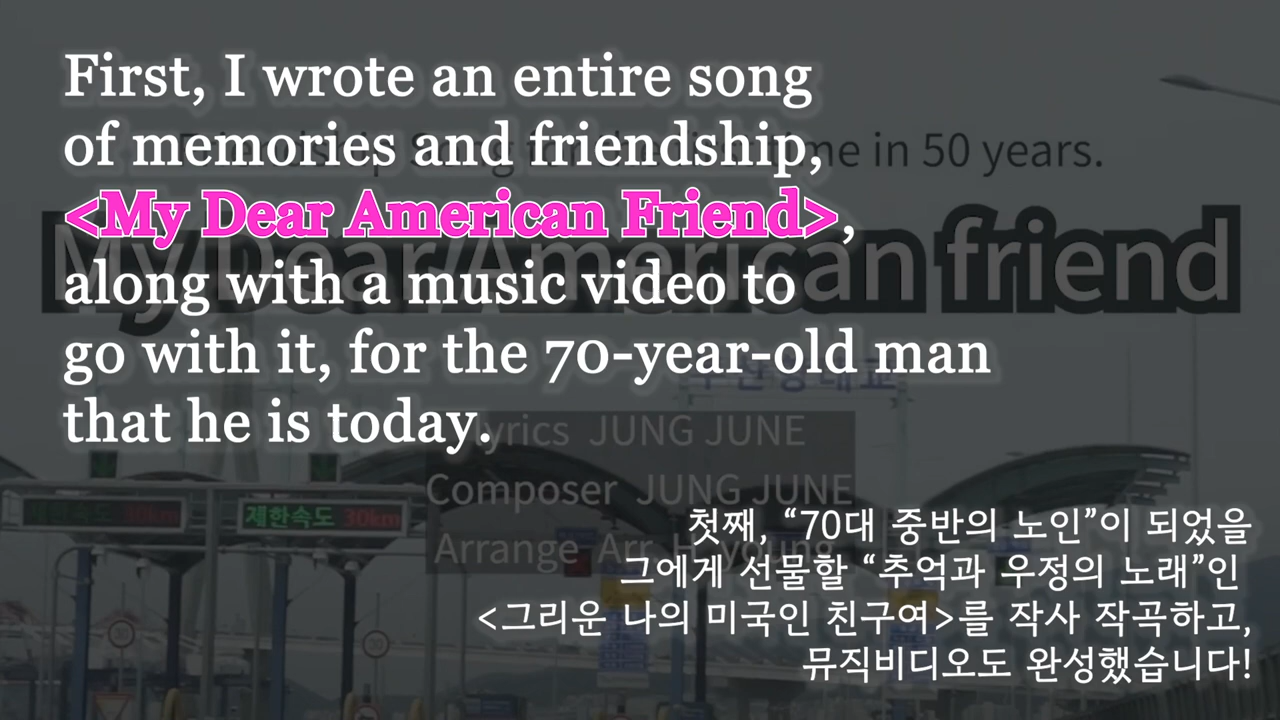 First, I wrote an entire song
of memories and friendship,
<My Dear American Friend>,
along with a music video to
go with it, for the 70-year-old man
that he is today.
me in 50 years.
My Dear American friend
Lyrics JUNG JUNE
Composer JUNG JUNE
Arrange Arr. H. young
제한속도 30km
첫째, “70대 중반의 노인”이 되었을
그에게 선물할 “추억과 우정의 노래”인
<그리운 나의 미국인 친구여>를 작사 작곡하고,
뮤직비디오도 완성했습니다!